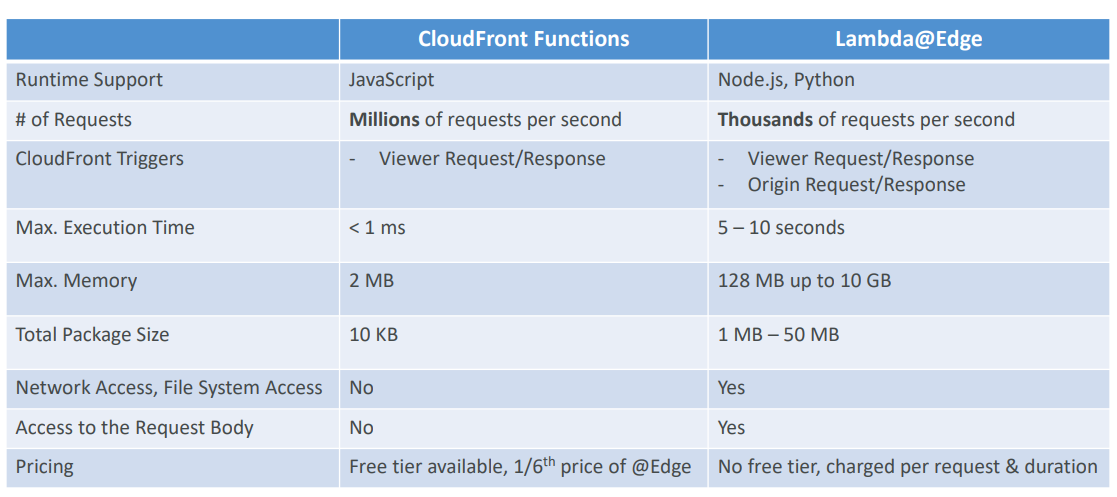 CloudFront Functions Lambda@Edge
Runtime Support JavaScript Node.js, Python
# of Requests Millions of requests per second Thousands of requests per second
CloudFront Triggers - Viewer Request/Response - Viewer Request/Response
- Origin Request/Response
Max. Execution Time < 1 ms 5 – 10 seconds
Max. Memory 2 MB 128 MB up to 10 GB
Total Package Size 10 KB 1 MB – 50 MB
Network Access, File System Access No Yes
Access to the Request Body No Yes
Pricing Free tier available, 1/6th price of @Edge No free tier, charged per request & duration